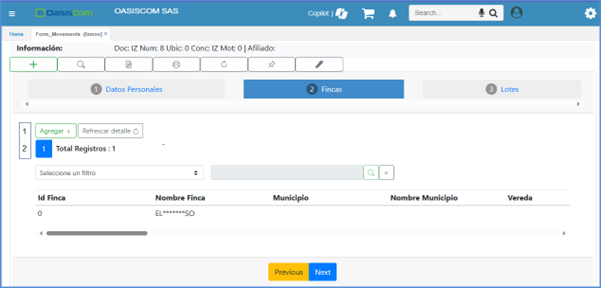 OasisCom OASISCOM SAS Copilot | Search...
Home Form_Movements -[fzmov] ×
Información: Doc: IZ Num: 8 Ubic: 0 Conc: IZ Mot: 0 | Afiliado:
1 Datos Personales 2 Fincas 3 Lotes
1 Agregar + Refrescar detalle
2 1 Total Registros : 1
Seleccione un filtro
Id Finca Nombre Finca Municipio Nombre Municipio Vereda
0 EL*******SO
Previous Next